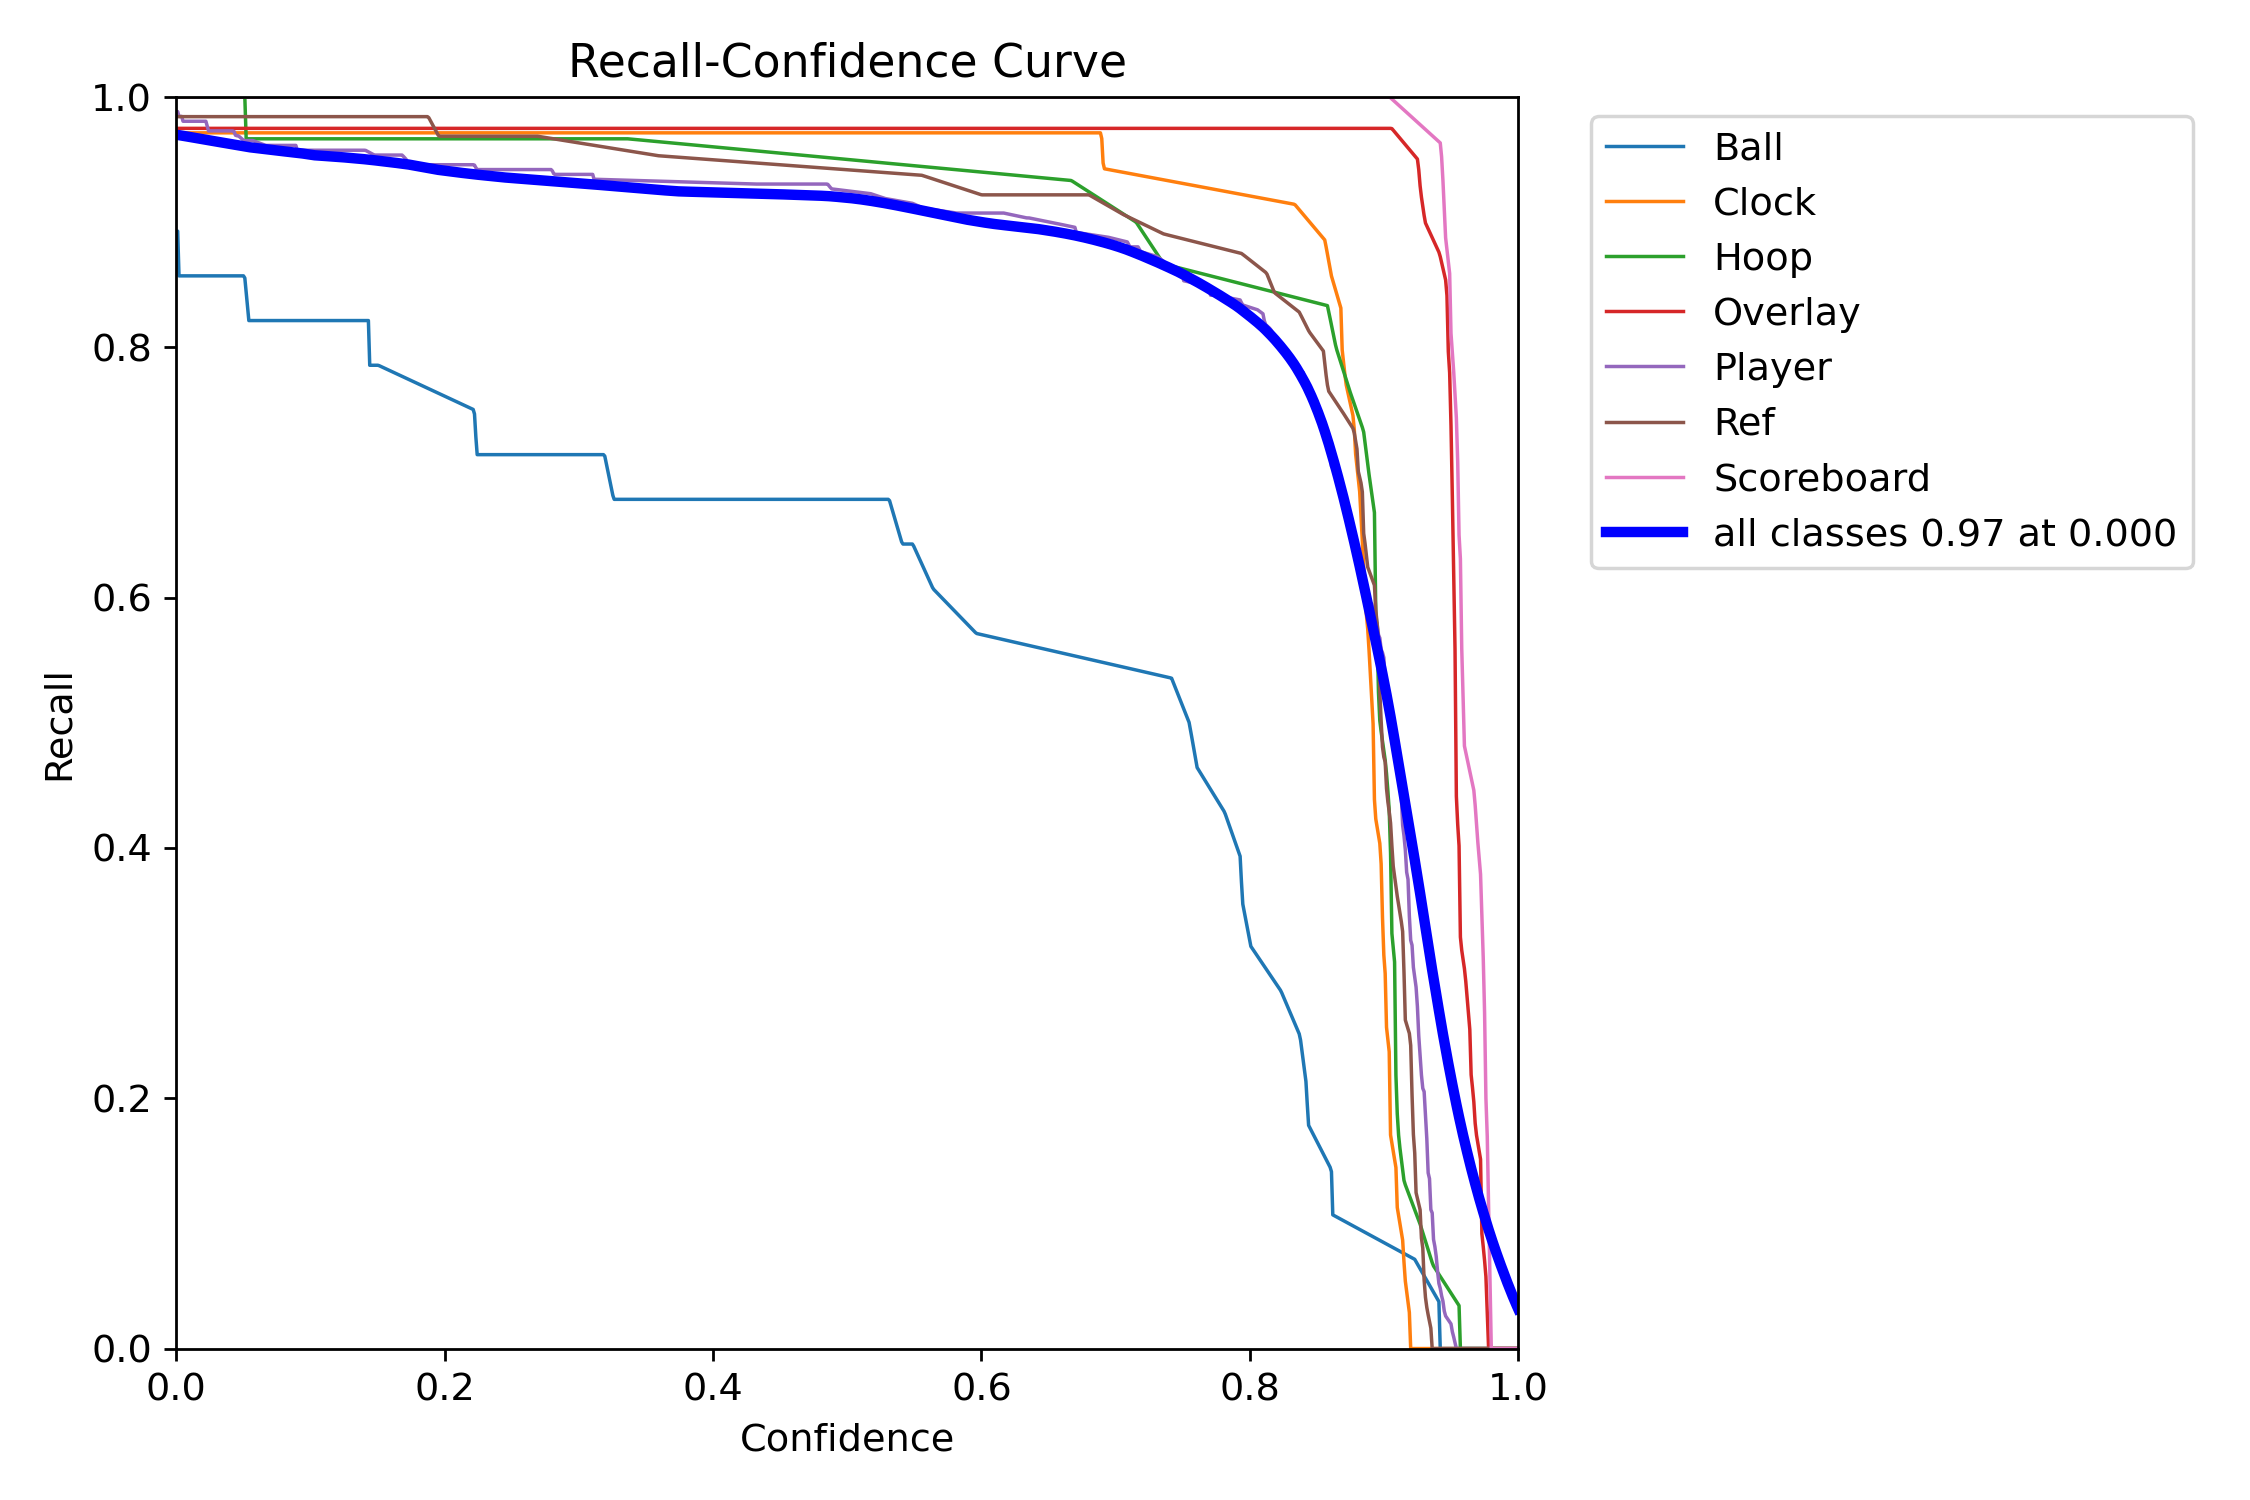 Recall-Confidence Curve
1.0
0.8
0.6
0.4
0.2
0.0
Recall
0.0 0.2 0.4 0.6 0.8 1.0
Confidence
Ball
Clock
Hoop
Overlay
Player
Ref
Scoreboard
all classes 0.97 at 0.000